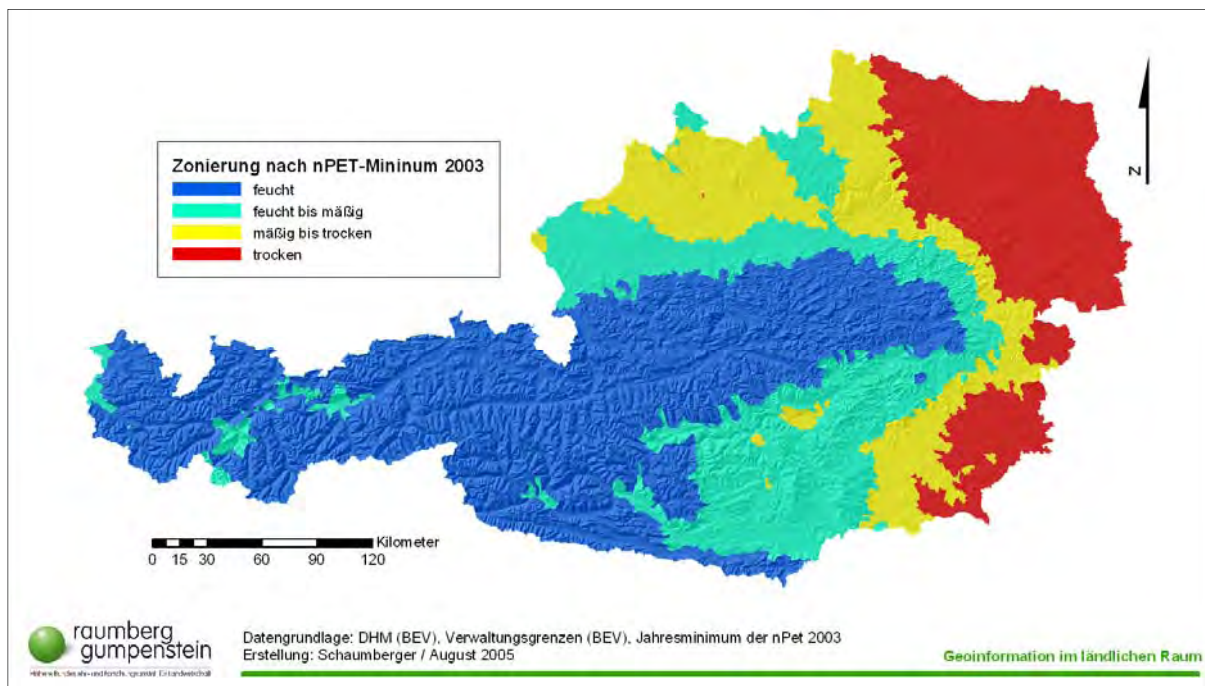 Zonierung nach nPET-Mininum 2003
feucht
feucht bis mäßig
mäßig bis trocken
trocken
N
Kilometer
0 15 30 60 90 120
raumberg
gumpenstein
Datengrundlage: DHM (BEV), Verwaltungsgrenzen (BEV), Jahresminimum der nPet 2003
Erstellung: Schaumberger / August 2005
Geoinformation im ländlichen Raum